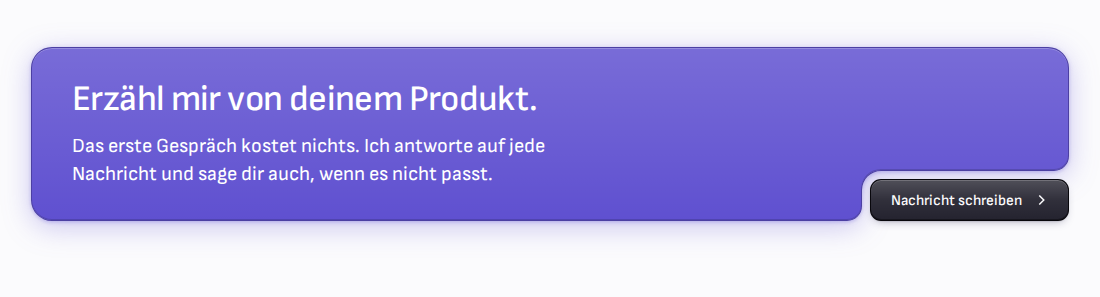 Erzähl mir von deinem Produkt.
Das erste Gespräch kostet nichts. Ich antworte auf jede
Nachricht und sage dir auch, wenn es nicht passt.
Nachricht schreiben